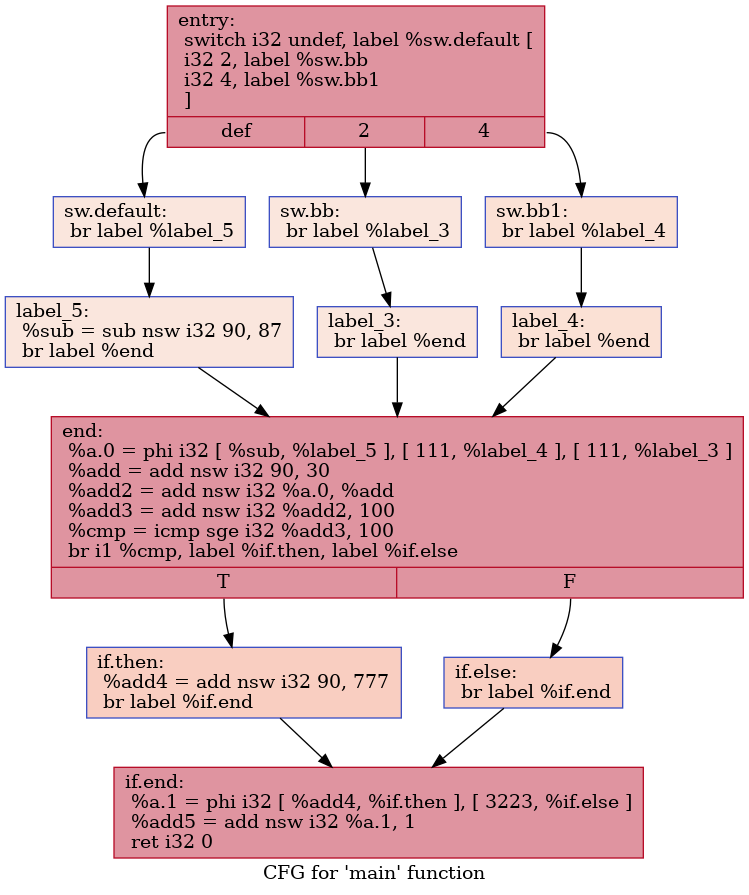 entry:
switch i32 undef, label %sw.default [
i32 2, label %sw.bb
i32 4, label %sw.bb1
]
def
2
4
sw.default:
br label %label_5
sw.bb:
br label %label_3
sw.bb1:
br label %label_4
label_5:
%sub = sub nsw i32 90, 87
br label %end
label_3:
br label %end
label_4:
br label %end
end:
%a.0 = phi i32 [ %sub, %label_5 ], [ 111, %label_4 ], [ 111, %label_3 ]
%add = add nsw i32 90, 30
%add2 = add nsw i32 %a.0, %add
%add3 = add nsw i32 %add2, 100
%cmp = icmp sge i32 %add3, 100
br i1 %cmp, label %if.then, label %if.else
T
F
if.then:
%add4 = add nsw i32 90, 777
br label %if.end
if.else:
br label %if.end
if.end:
%a.1 = phi i32 [ %add4, %if.then ], [ 3223, %if.else ]
%add5 = add nsw i32 %a.1, 1
ret i32 0
CFG for 'main' function